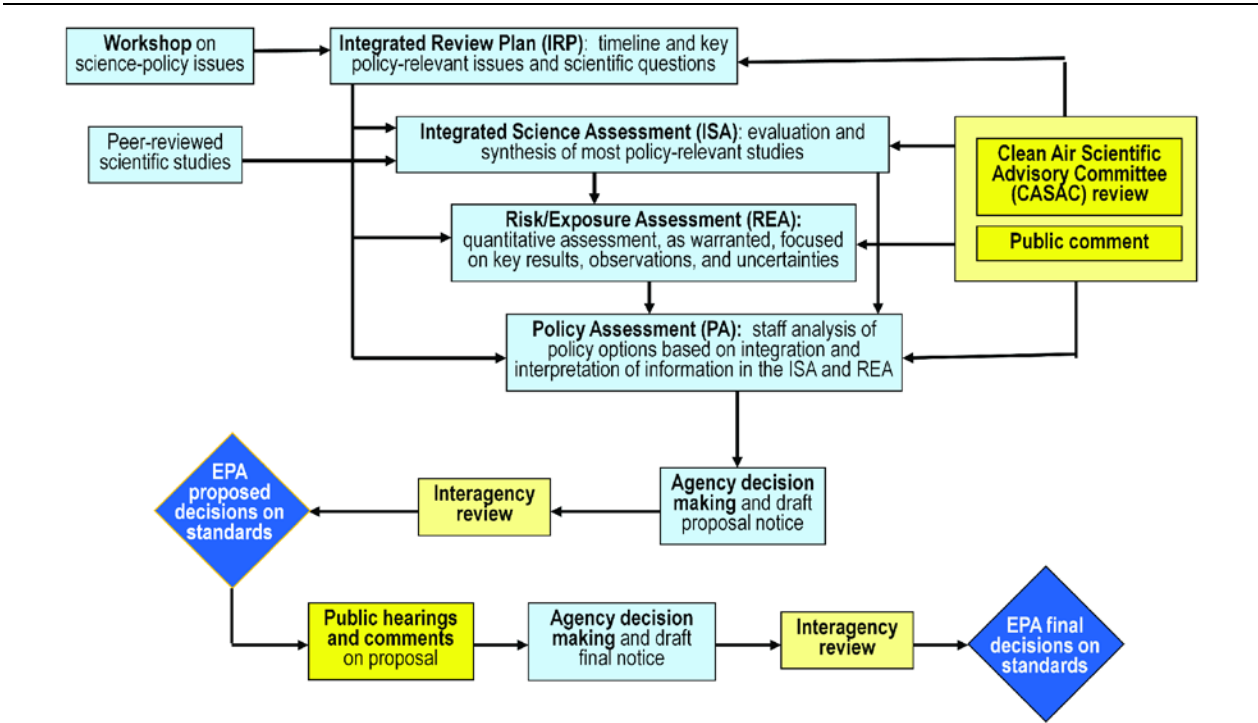 Workshop on
science-policy issues
Integrated Review Plan (IRP): timeline and key
policy-relevant issues and scientific questions
Peer-reviewed
scientific studies
Integrated Science Assessment (ISA): evaluation and
synthesis of most policy-relevant studies
Clean Air Scientific
Advisory Committee
(CASAC) review
Public comment
Risk/Exposure Assessment (REA):
quantitative assessment, as warranted, focused
on key results, observations, and uncertainties
Policy Assessment (PA): staff analysis of
policy options based on integration and
interpretation of information in the ISA and REA
Agency decision
making and draft
proposal notice
Interagency
review
EPA
proposed
decisions on
standards
Public hearings
and comments
on proposal
Agency decision
making and draft
final notice
Interagency
review
EPA final
decisions on
standards